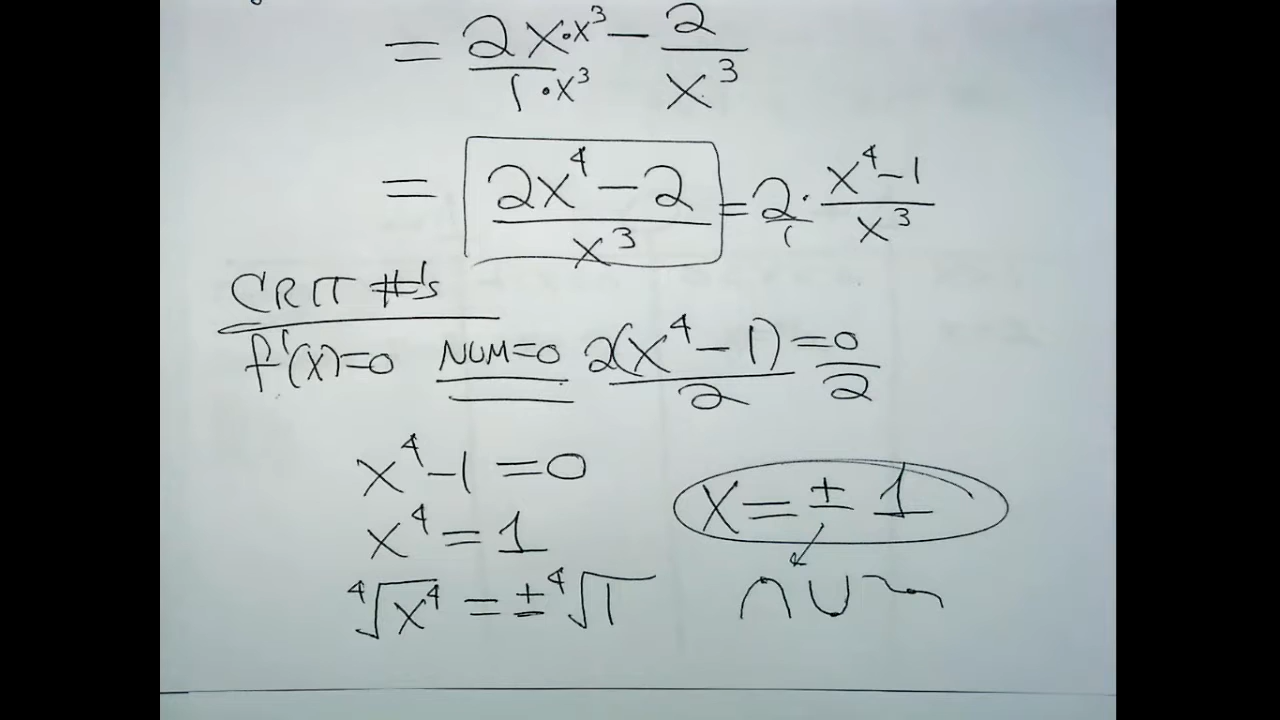 = 2x·x³/1·x³ − 2/x³
= 2x⁴−2/x³ = 2/1 · x⁴−1/x³
CRIT #'s
f'(x)=0 NUM=0 2(x⁴−1)/2 = 0/2
x⁴−1=0
x⁴=1
x=±1
⁴√x⁴ = ±⁴√1